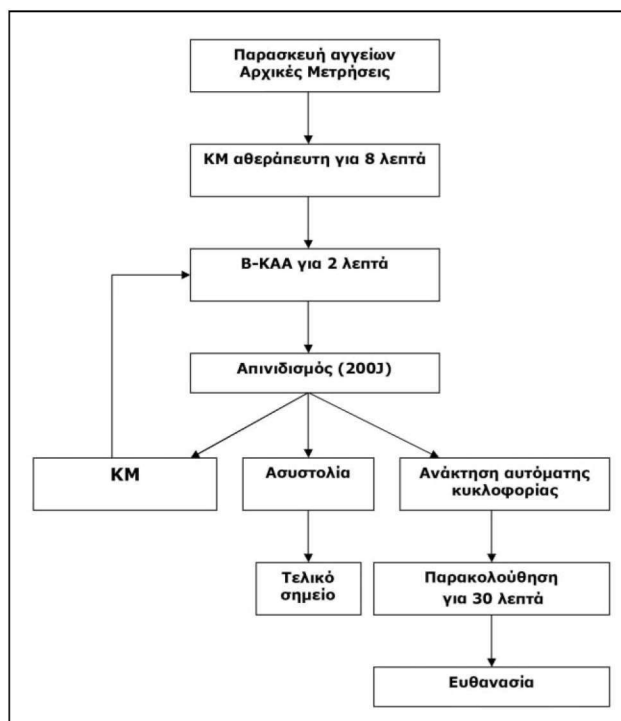 Παρασκευή αγγείων
Αρχικές Μετρήσεις
ΚΜ αθεράπευτη για 8 λεπτά
Β-ΚΑΑ για 2 λεπτά
Απινιδισμός (200J)
ΚΜ
Ασυστολία
Ανάκτηση αυτόματης
κυκλοφορίας
Τελικό
σημείο
Παρακολούθηση
για 30 λεπτά
Ευθανασία